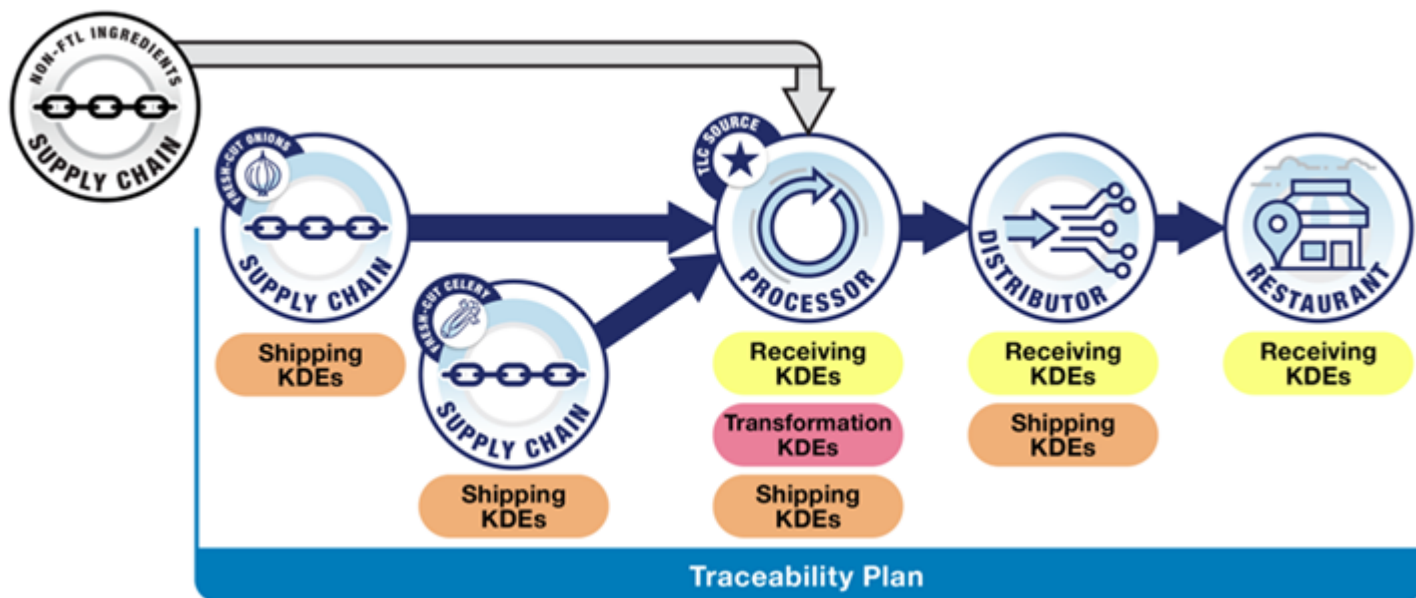 NON-FTL INGREDIENTS
SUPPLY CHAIN
FRESH-CUT ONIONS
SUPPLY CHAIN
Shipping
KDEs
FRESH-CUT CELERY
SUPPLY CHAIN
Shipping
KDEs
TLC SOURCE
PROCESSOR
Receiving
KDEs
Transformation
KDEs
Shipping
KDEs
DISTRIBUTOR
Receiving
KDEs
Shipping
KDEs
RESTAURANT
Receiving
KDEs
Traceability Plan